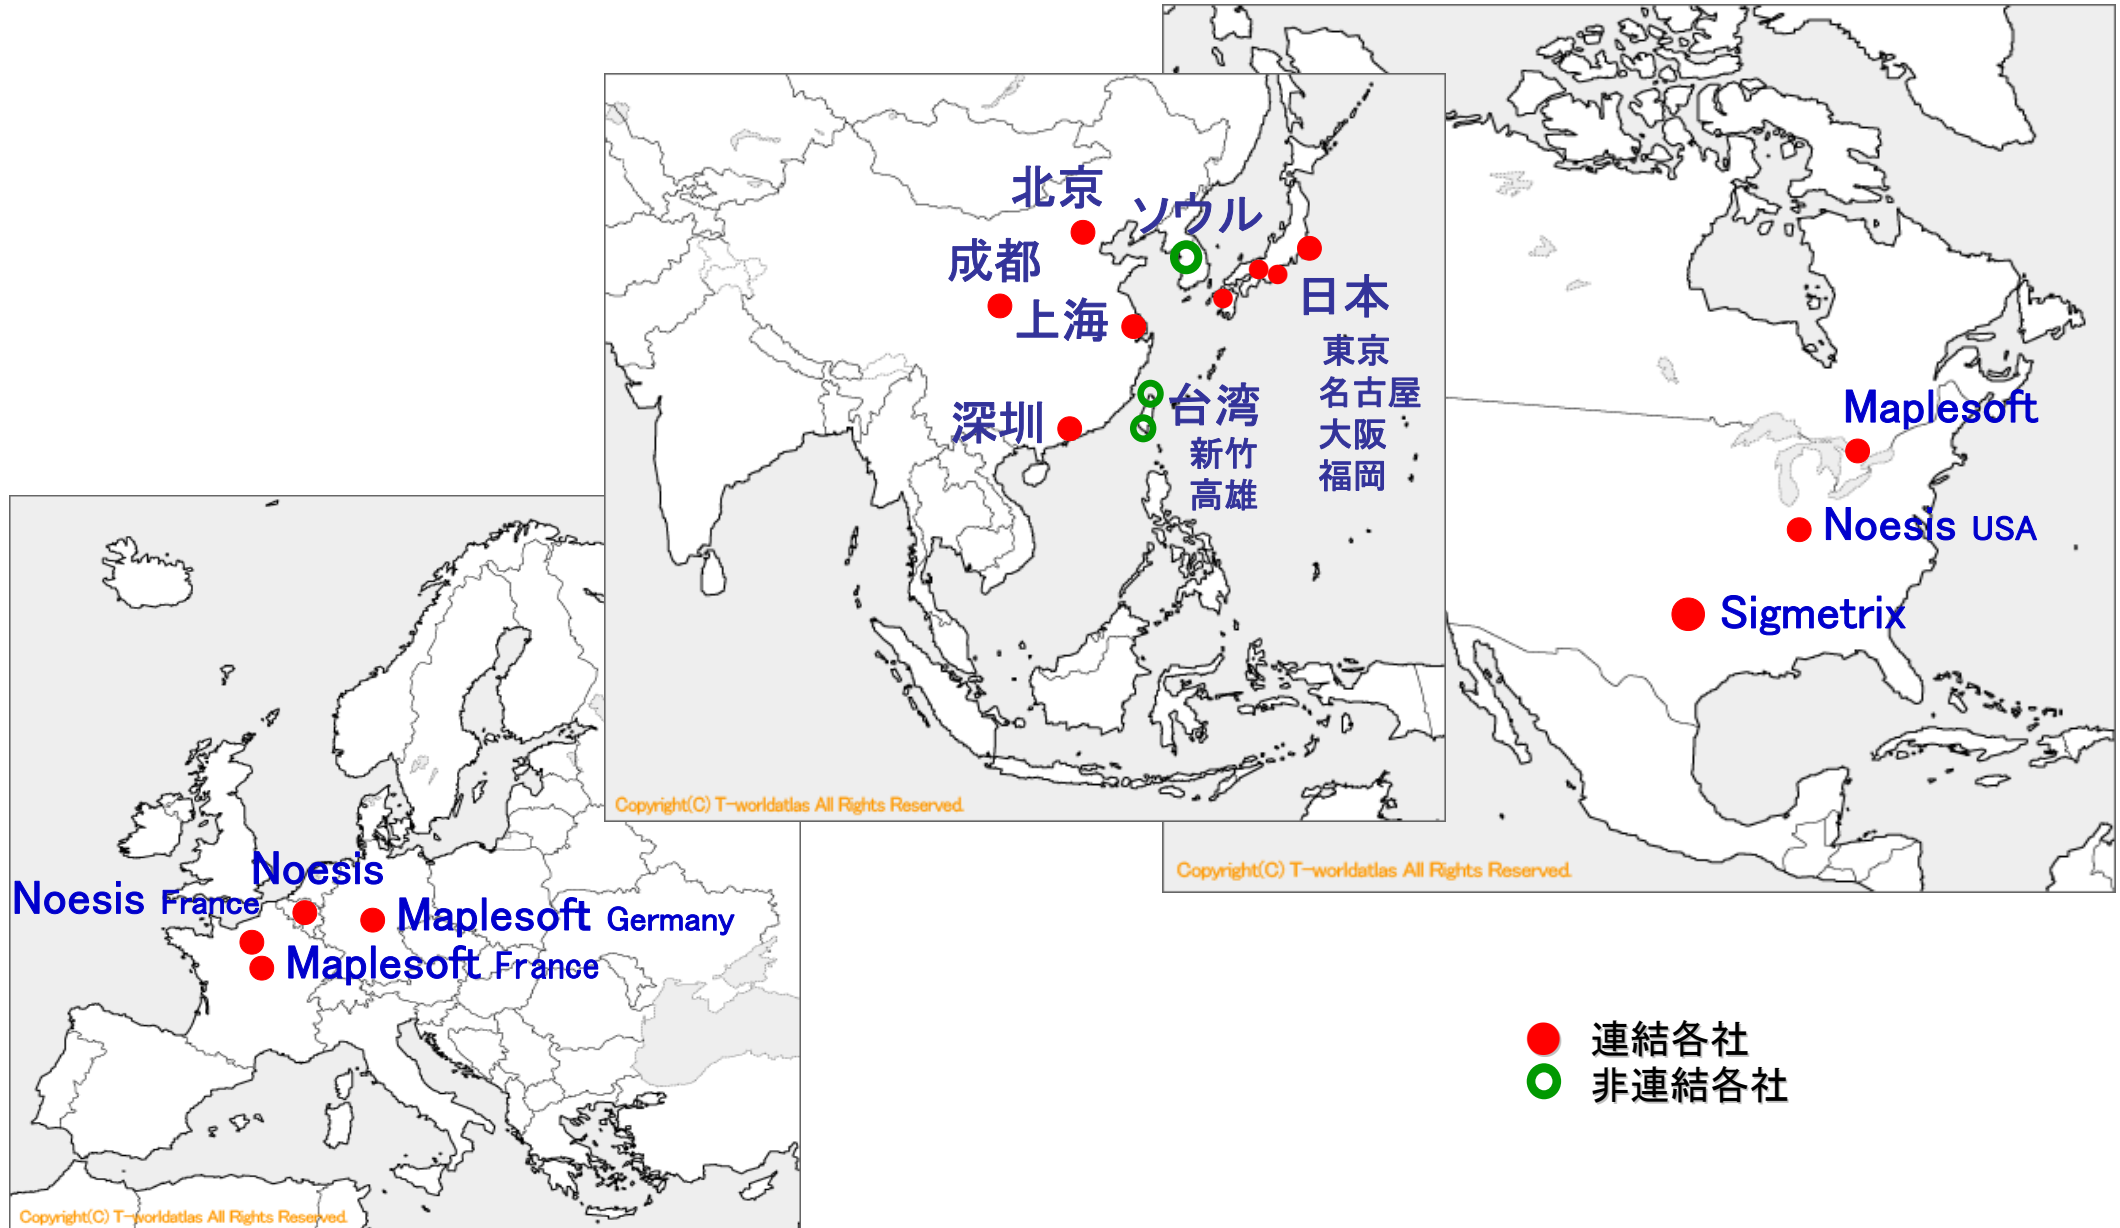 北京
ソウル
成都
上海
日本
東京
名古屋
大阪
福岡
台湾
新竹
高雄
深圳
Copyright(C) T-worldatlas All Rights Reserved.
Maplesoft
Noesis USA
Sigmetrix
Copyright(C) T-worldatlas All Rights Reserved.
Noesis
Noesis France
Maplesoft Germany
Maplesoft France
Copyright(C) T-worldatlas All Rights Reserved.
連結各社
非連結各社